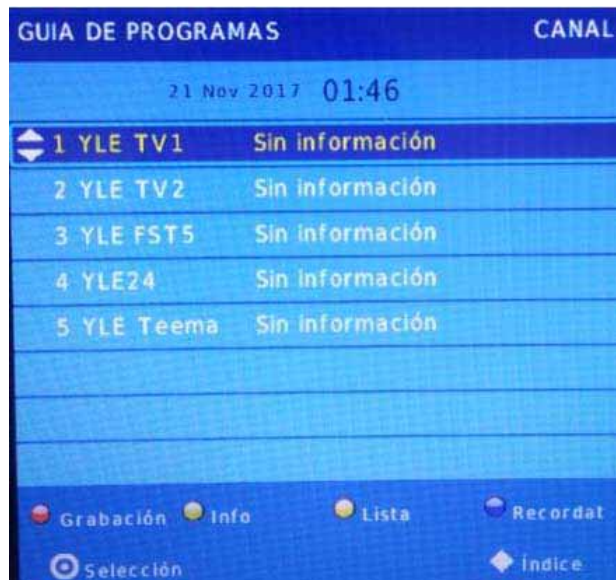 GUIA DE PROGRAMAS CANAL
21 Nov 2017 01:46
1 YLE TV1 Sin información
2 YLE TV2 Sin información
3 YLE FST5 Sin información
4 YLE24 Sin información
5 YLE Teema Sin información
Grabación Info Lista Recordat
Selección Índice